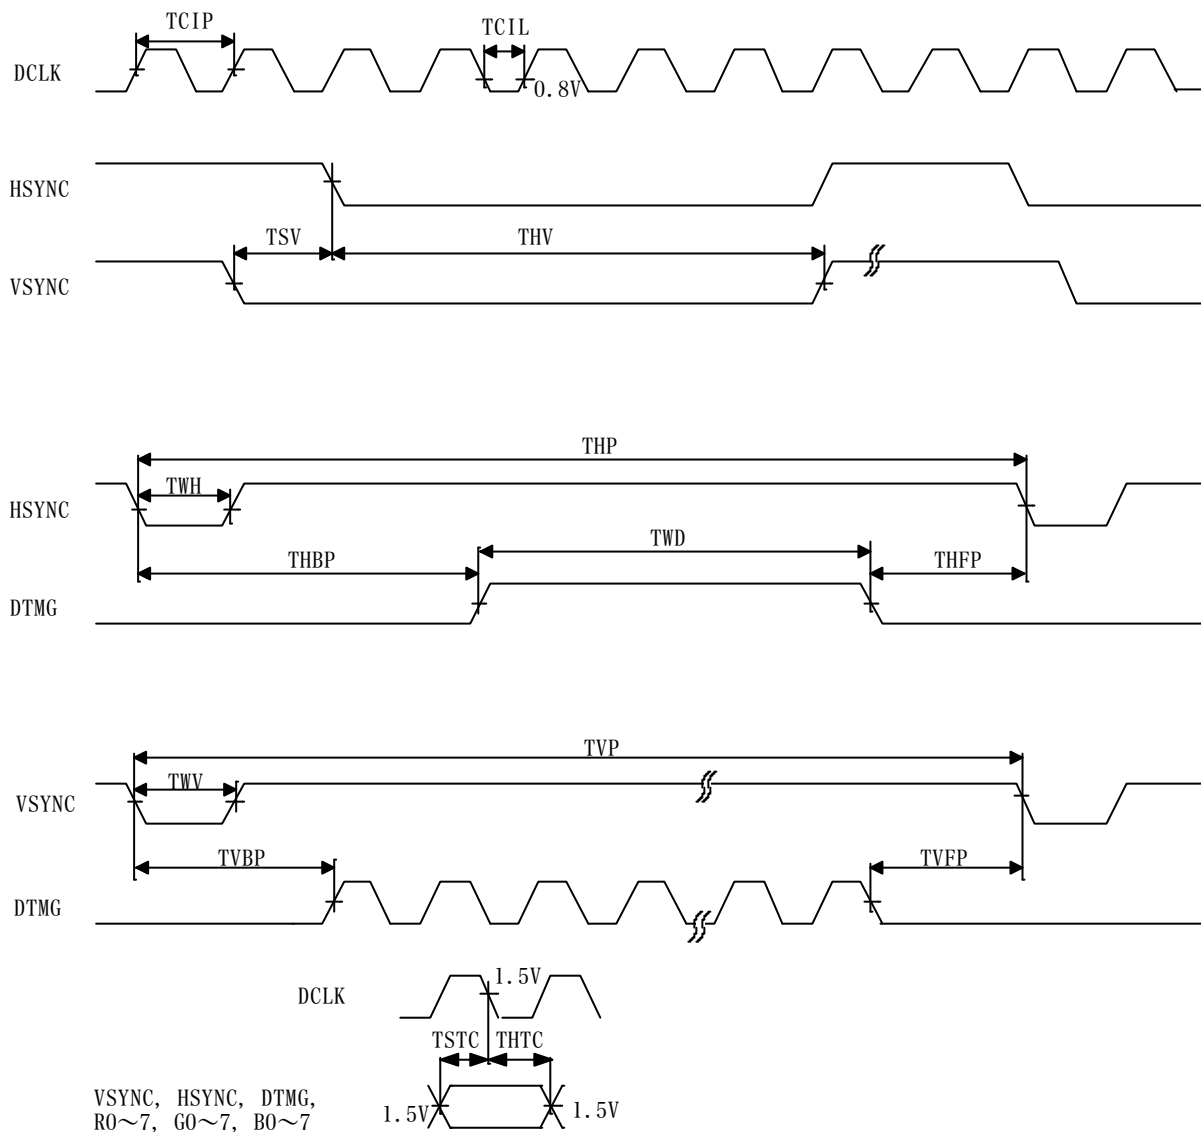 TCIP
TCIL
DCLK
0.8V
HSYNC
TSV
THV
VSYNC
THP
TWH
HSYNC
TWD
THBP
THFP
DTMG
TVP
TWV
VSYNC
TVBP
TVFP
DTMG
DCLK
1.5V
TSTC
THTC
VSYNC, HSYNC, DTMG,
R0～7, G0～7, B0～7
1.5V
1.5V